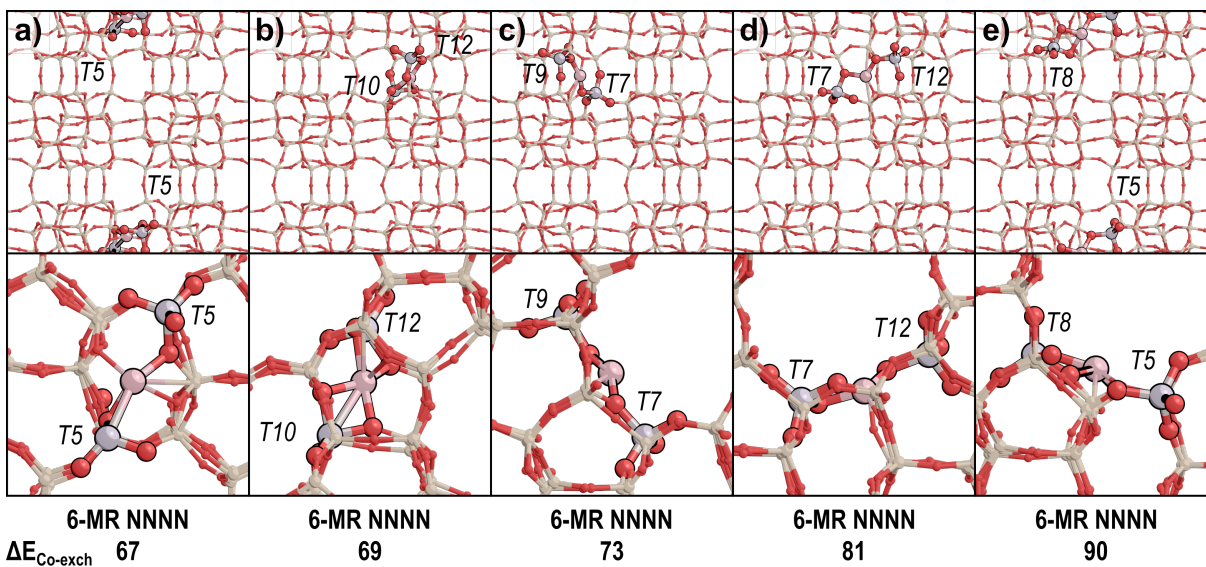 a) b) c) d) e)
T5 T12 T9 T7 T12 T8
T10 T7
T5 T5
T5 T12 T9 T12 T8 T5
T7
T5 T10 T7
6-MR NNNN 6-MR NNNN 6-MR NNNN 6-MR NNNN 6-MR NNNN
ΔE_Co-exch 67 69 73 81 90